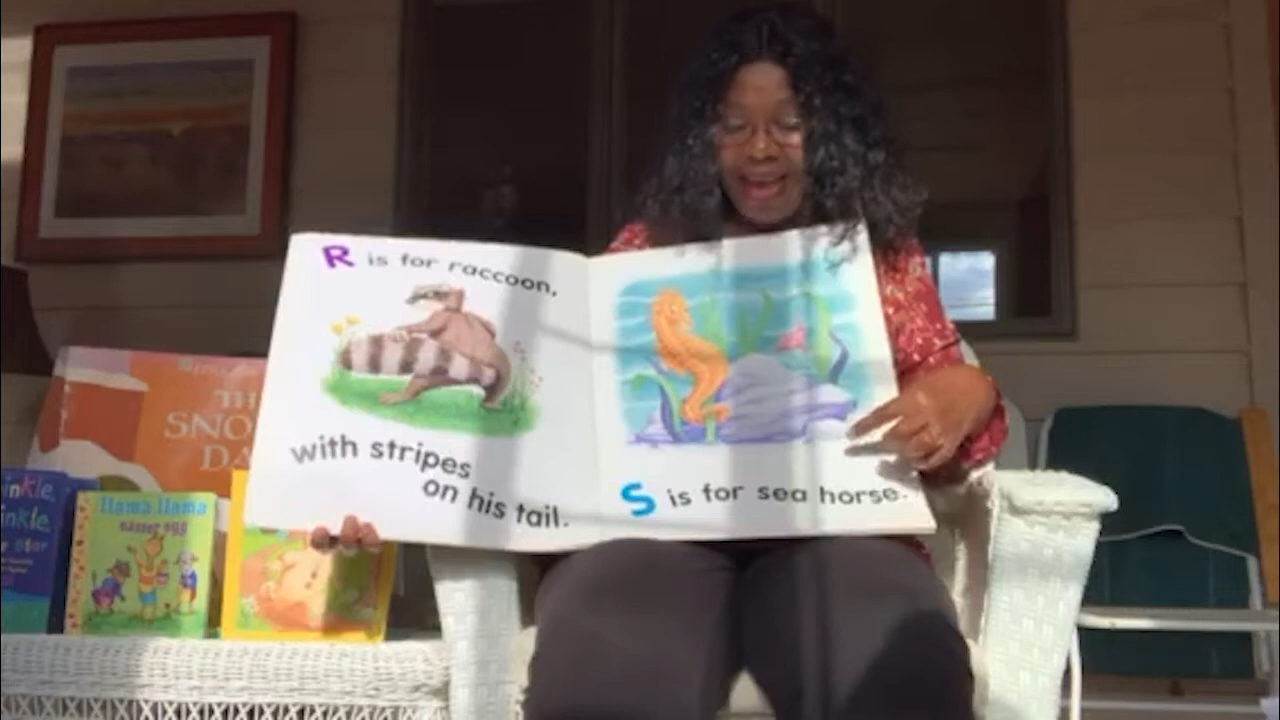 R is for raccoon,
with stripes
on his tail.
S is for sea horse.
TH
SNO
DA
inkle,
inkle
Star
llama llama
easter egg